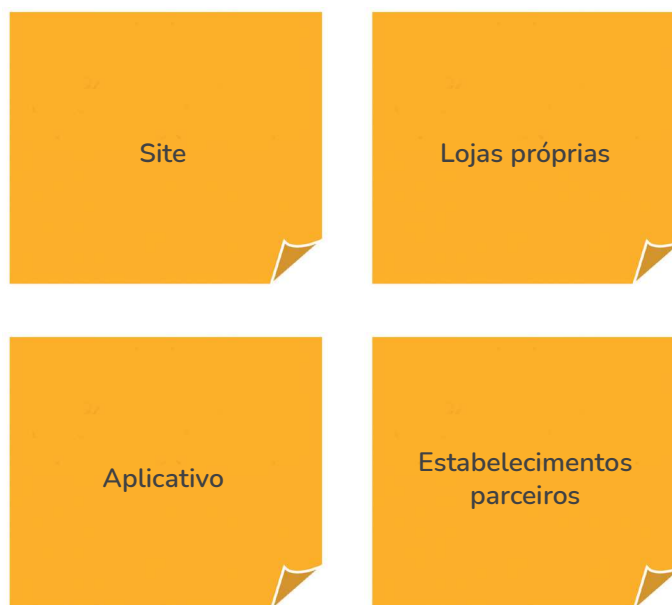 Site
Lojas próprias
Aplicativo
Estabelecimentos
parceiros